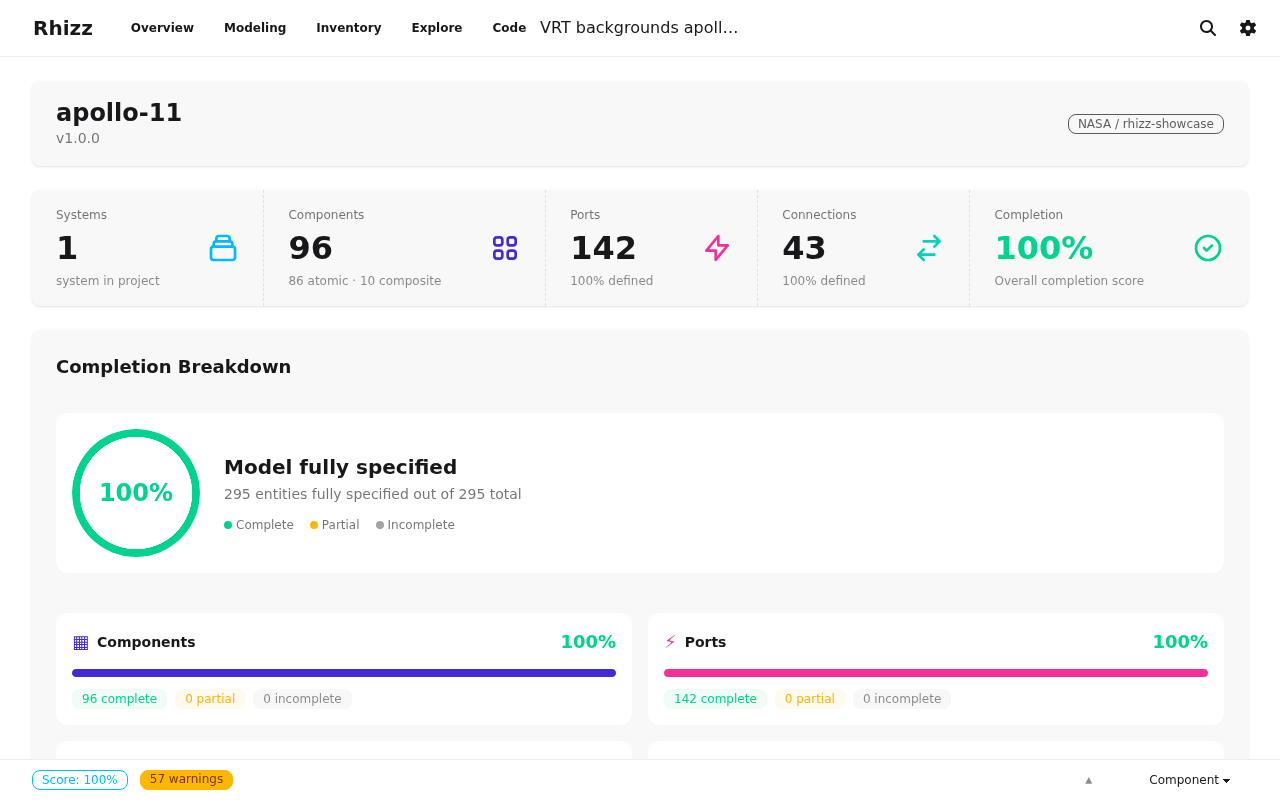 Rhizz Overview Modeling Inventory Explore Code VRT backgrounds apoll...
apollo-11
v1.0.0
NASA / rhizz-showcase
Systems Components Ports Connections Completion
1 96 142 43 100%
system in project 86 atomic · 10 composite 100% defined 100% defined Overall completion score
Completion Breakdown
100%
Model fully specified
295 entities fully specified out of 295 total
Complete Partial Incomplete
Components 100% Ports 100%
96 complete 0 partial 0 incomplete 142 complete 0 partial 0 incomplete
Score: 100% 57 warnings Component